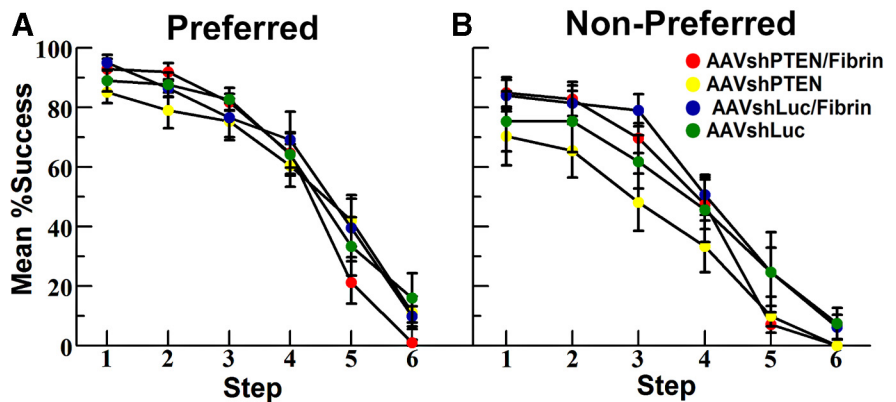 A Preferred
B Non-Preferred
Mean %Success
100
80
60
40
20
0
1 2 3 4 5 6
Step
1 2 3 4 5 6
Step
AAVshPTEN/Fibrin
AAVshPTEN
AAVshLuc/Fibrin
AAVshLuc